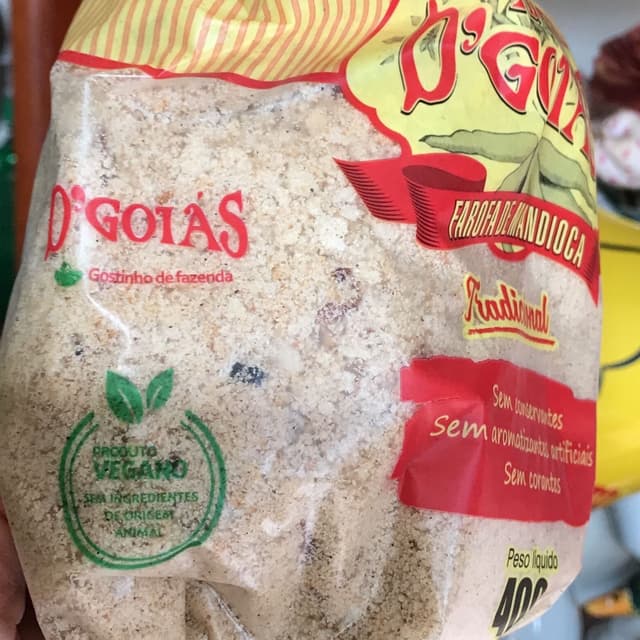 D'GOIÁS
FAROFA DE MANDIOCA
Tradicional
D'GOIÁS
Gostinho de fazenda
Sem conservantes
Sem aromatizantes artificiais
Sem corantes
PRODUTO
VEGANO
SEM INGREDIENTES
DE ORIGEM
ANIMAL
Peso líquido
400